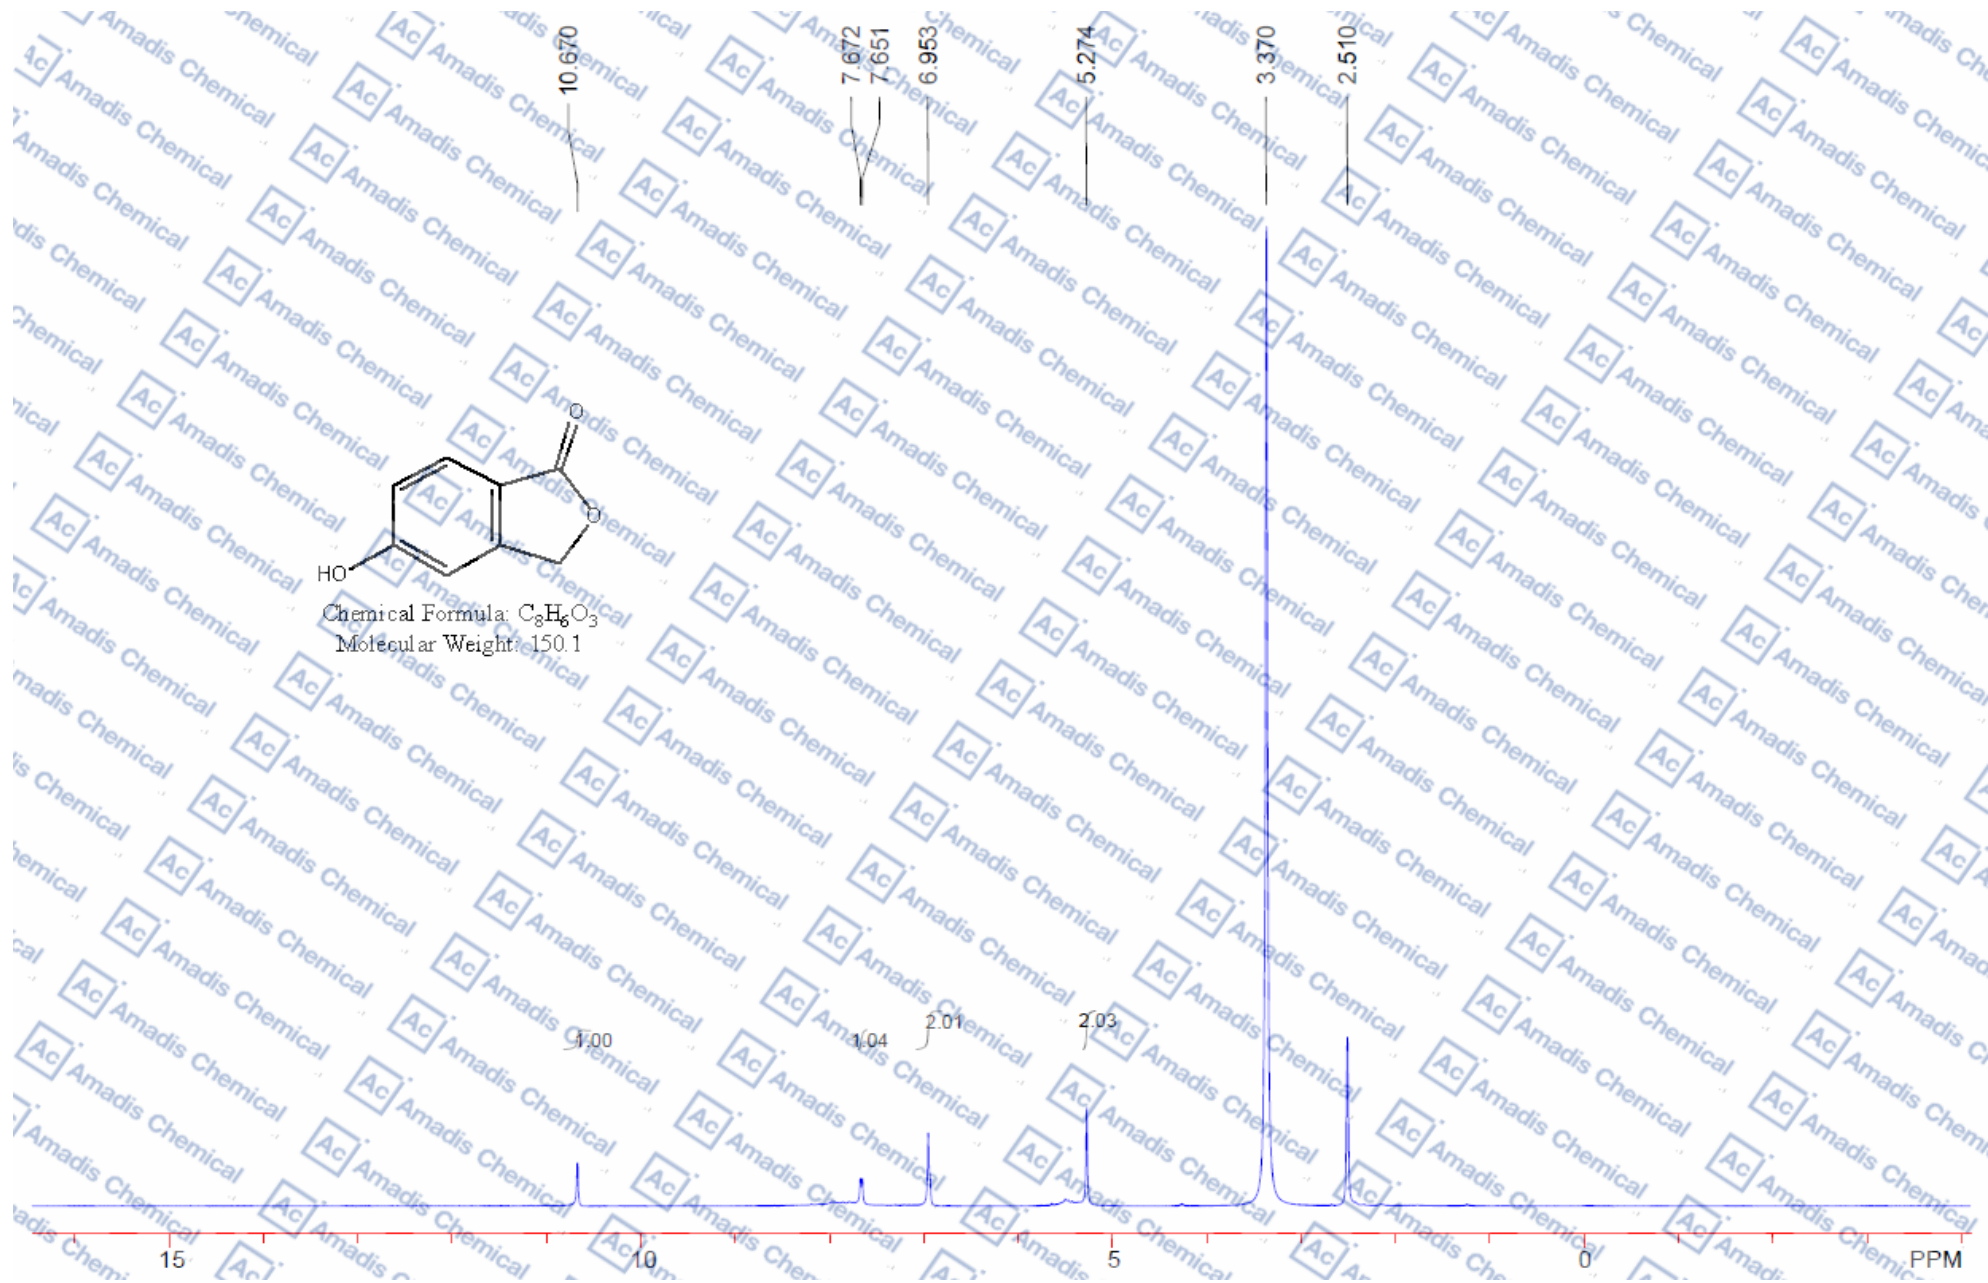 10.670
7.672
7.651
6.953
5.274
3.370
2.510
O
O
HO
Chemical Formula: C₈H₆O₃
Molecular Weight: 150.1
1.00
1.04
2.01
2.03
15
10
5
0
PPM
Ac Amadis Chemical